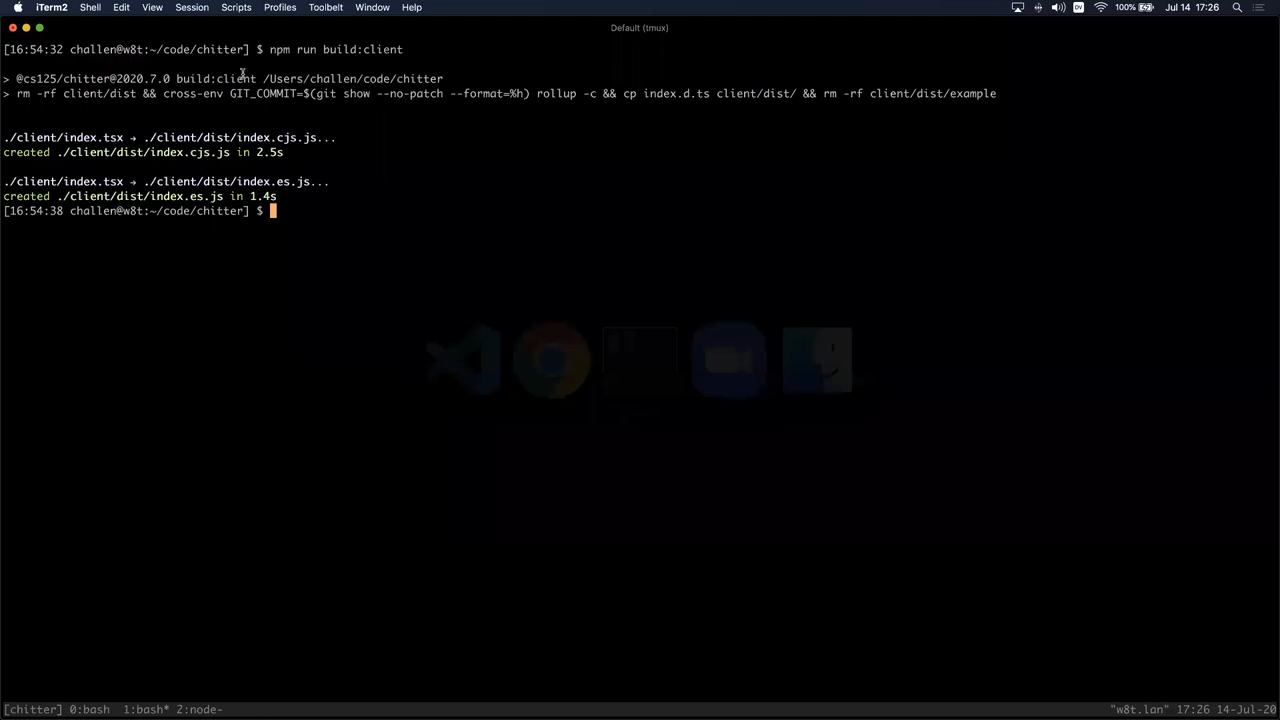 iTerm2 Shell Edit View Session Scripts Profiles Toolbelt Window Help DV 100% Jul 14 17:26
Default (tmux)
[16:54:32 challen@w8t:~/code/chitter] $ npm run build:client
> @cs125/chitter@2020.7.0 build:client /Users/challen/code/chitter
> rm -rf client/dist && cross-env GIT_COMMIT=$(git show --no-patch --format=%h) rollup -c && cp index.d.ts client/dist/ && rm -rf client/dist/example
./client/index.tsx → ./client/dist/index.cjs.js...
created ./client/dist/index.cjs.js in 2.5s
./client/index.tsx → ./client/dist/index.es.js...
created ./client/dist/index.es.js in 1.4s
[16:54:38 challen@w8t:~/code/chitter] $
[chitter] 0:bash 1:bash* 2:node- "w8t.lan" 17:26 14-Jul-20